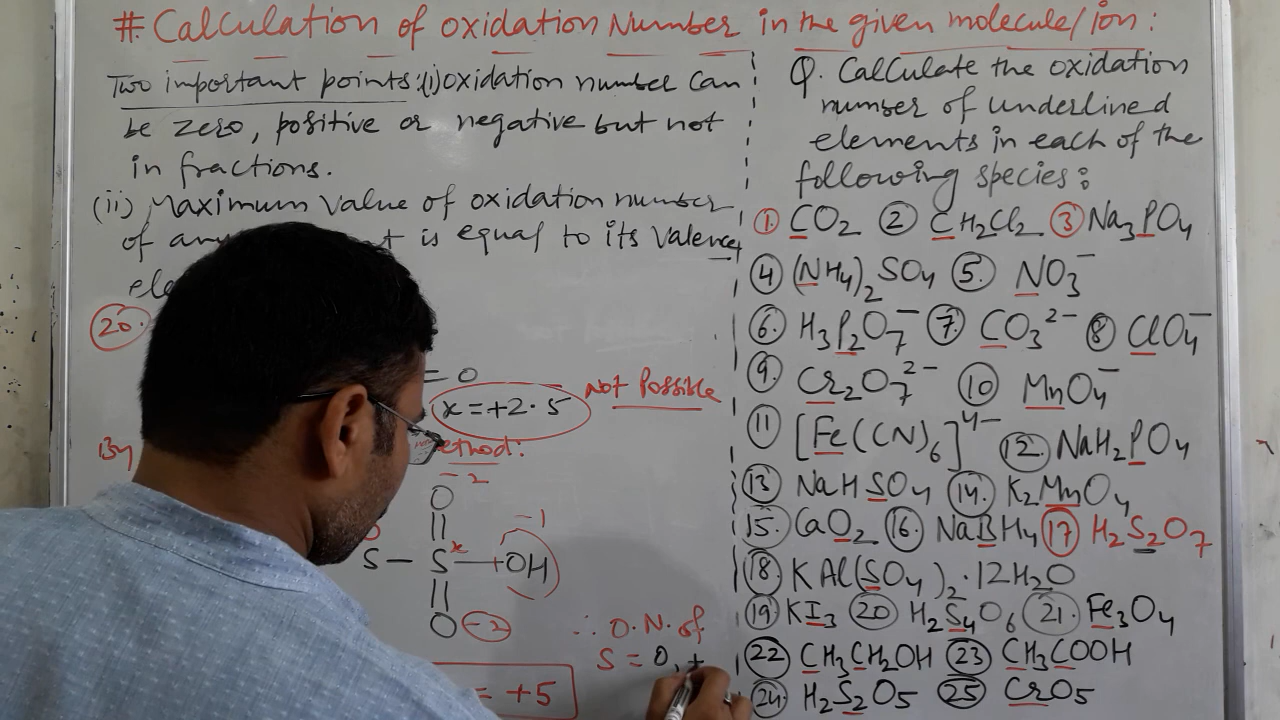 # Calculation of oxidation Number in the given molecule/ion:
Two important points: (i) oxidation number can
be zero, positive or negative but not
in fractions.
(ii) Maximum value of oxidation number
of any is equal to its valence
ele
20.
= 0
x = +2.5 Not Possible
By ethod:
-2
O
||
-1
S - S x - OH
||
O -2
∴ O.N. of
S = 0, +
= +5
Q. Calculate the oxidation
number of underlined
elements in each of the
following species:
1. CO2 2 CH2Cl2 3 Na3PO4
4 (NH4)2SO4 5. NO3-
6. H3P2O7- 7. CO3 2- 8 ClO4-
9 Cr2O7 2- 10 MnO4-
11 [Fe(CN)6]4- 12. NaH2PO4
13 NaHSO4 14. K2MnO4
15. CaO2 16. NaBH4 17 H2S2O7
18. KAl(SO4)2.12H2O
19 KI3 20 H2S4O6 21. Fe3O4
22 CH3CH2OH 23 CH3COOH
24 H2S2O5 25 CrO5